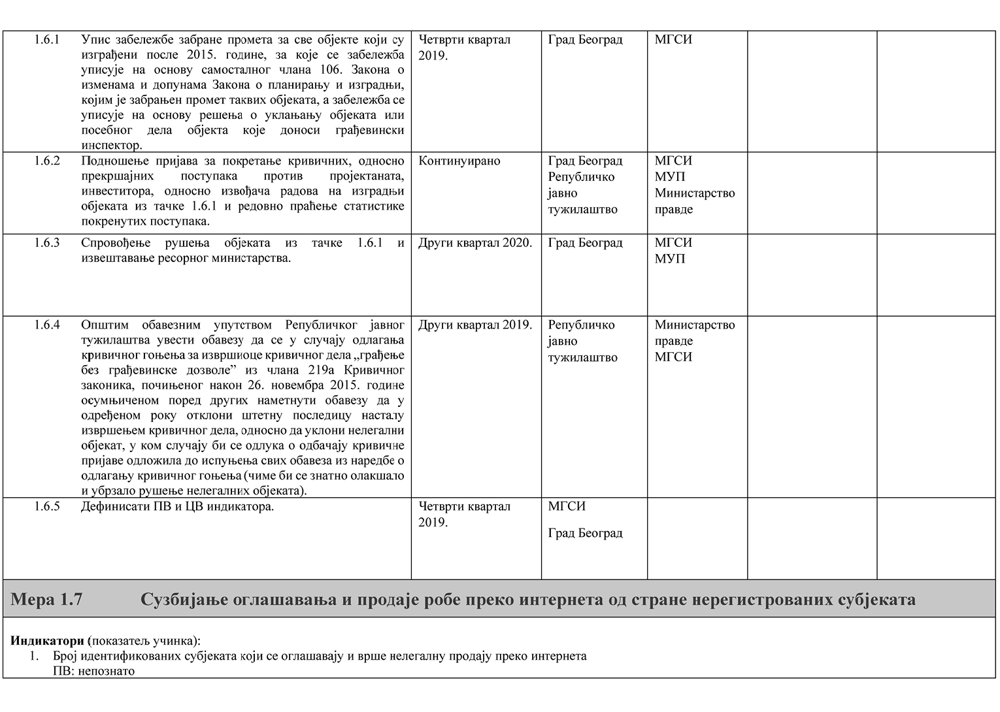 1.6.1 Упис забележбе забране промета за све објекте који су
изграђени после 2015. године, за које се забележба
уписује на основу самосталног члана 106. Закона о
изменама и допунама Закона о планирању и изградњи,
којим је забрањен промет таквих објеката, а забележба се
уписује на основу решења о уклањању објеката или
посебног дела објекта које доноси грађевински
инспектор.
Четврти квартал
2019.
Град Београд
МГСИ
1.6.2 Подношење пријава за покретање кривичних, односно
прекршајних поступака против пројектаната,
инвеститора, односно извођача радова на изградњи
објеката из тачке 1.6.1 и редовно праћење статистике
покренутих поступака.
Континуирано
Град Београд
Републичко
јавно
тужилаштво
МГСИ
МУП
Министарство
правде
1.6.3 Спровођење рушења објеката из тачке 1.6.1 и
извештавање ресорног министарства.
Други квартал 2020.
Град Београд
МГСИ
МУП
1.6.4 Општим обавезним упутством Републичког јавног
тужилаштва увести обавезу да се у случају одлагања
кривичног гоњења за извршиоце кривичног дела „грађење
без грађевинске дозволе” из члана 219а Кривичног
законика, почињеног након 26. новембра 2015. године
осумњиченом поред других наметнути обавезу да у
одређеном року отклони штетну последицу насталу
извршењем кривичног дела, односно да уклони нелегални
објекат, у ком случају би се одлука о одбачају кривичне
пријаве одложила до испуњења свих обавеза из наредбе о
одлагању кривичног гоњења (чиме би се знатно олакшало
и убрзало рушење нелегалних објеката).
Други квартал 2019.
Републичко
јавно
тужилаштво
Министарство
правде
МГСИ
1.6.5 Дефинисати ПВ и ЦВ индикатора.
Четврти квартал
2019.
МГСИ
Град Београд
Мера 1.7 Сузбијање оглашавања и продаје робе преко интернета од стране нерегистрованих субјеката
Индикатори (показатељ учинка):
1. Број идентификованих субјеката који се оглашавају и врше нелегалну продају преко интернета
ПВ: непознато